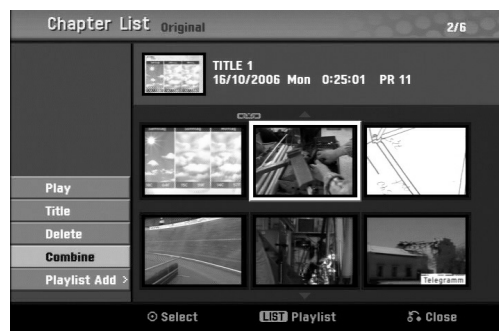 Chapter List Original 2/6
TITLE 1
16/10/2006 Mon 0:25:01 PR 11
Play
Title
Delete
Combine
Playlist Add >
Telegramm
Select LIST Playlist Close